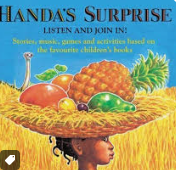 HANDA'S SURPRISE
LISTEN AND JOIN IN!
Stories, music, games and activities based on
the favourite children's books